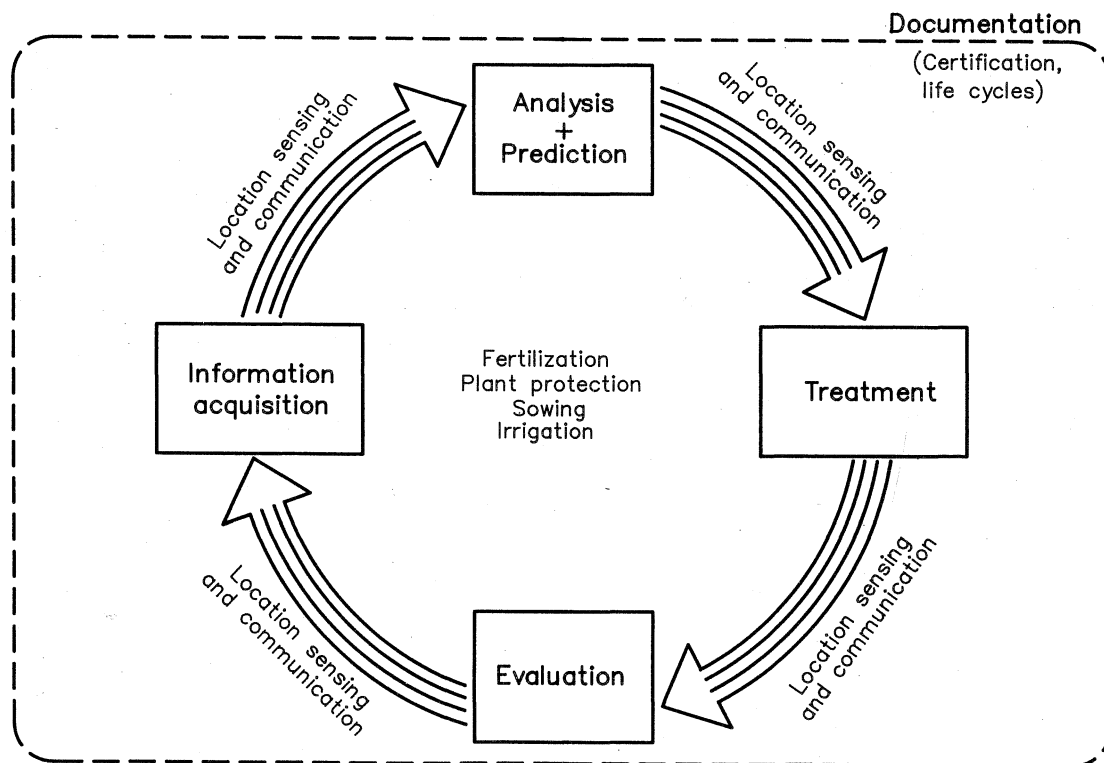 Documentation
(Certification,
life cycles)
Analysis
+
Prediction
Location sensing
and communication
Location sensing
and communication
Information
acquisition
Fertilization
Plant protection
Sowing
Irrigation
Treatment
Location sensing
and communication
Location sensing
and communication
Evaluation